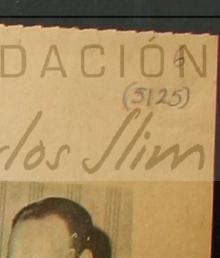 DACIÓN
(5125)
los Slim